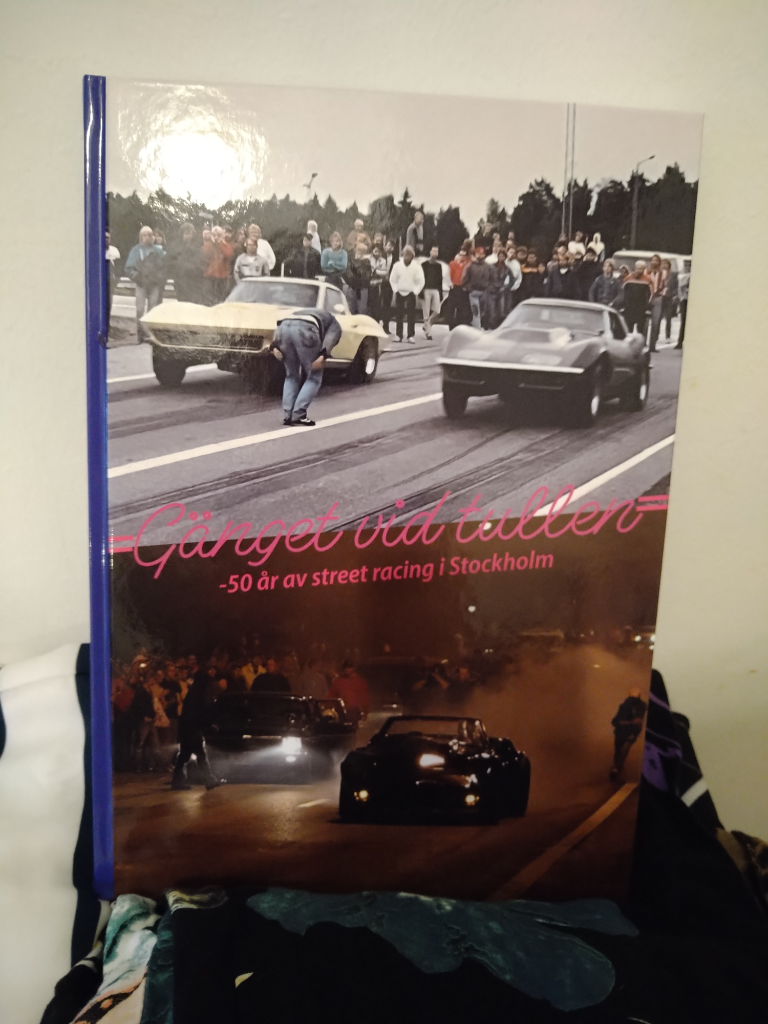 Gänget vid tullen
-50 år av street racing i Stockholm